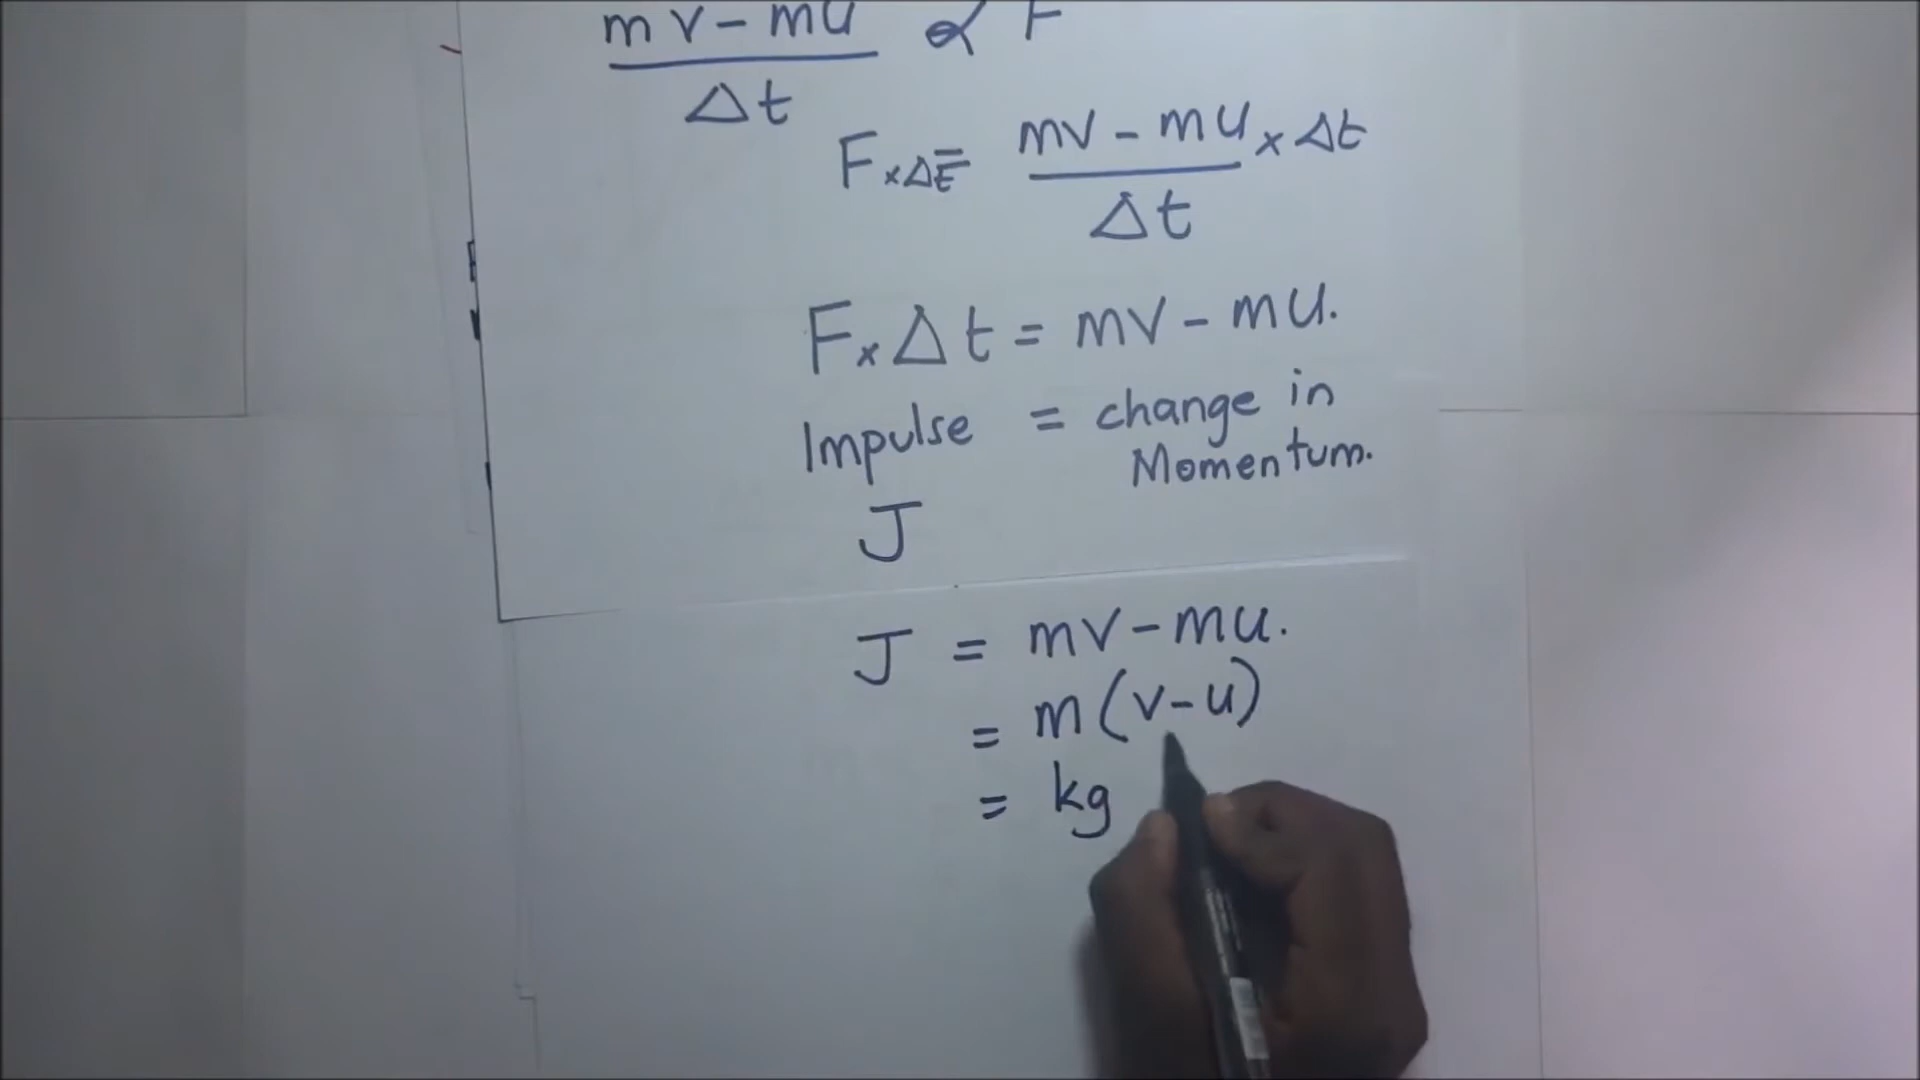 mv - mu ∝ F
Δt
F x Δt = mv - mu x Δt
Δt
F x Δt = mv - mu.
Impulse = change in
Momentum.
J
J = mv - mu.
= m(v-u)
= kg